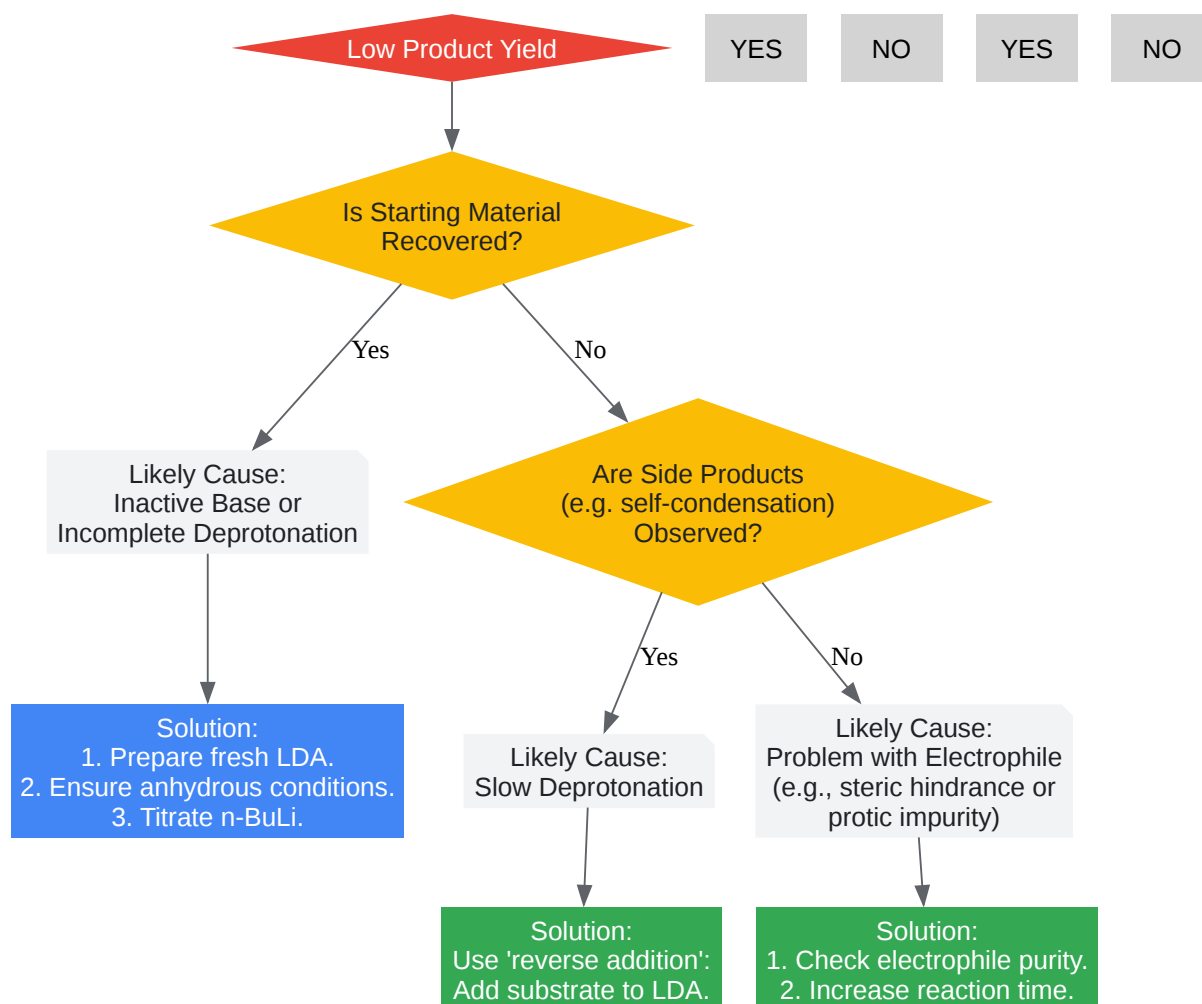 Low Product Yield
YES
NO
YES
NO
Is Starting Material
Recovered?
Yes
No
Likely Cause:
Inactive Base or
Incomplete Deprotonation
Are Side Products
(e.g. self-condensation)
Observed?
Yes
No
Solution:
1. Prepare fresh LDA.
2. Ensure anhydrous conditions.
3. Titrate n-BuLi.
Likely Cause:
Slow Deprotonation
Likely Cause:
Problem with Electrophile
(e.g., steric hindrance or
protic impurity)
Solution:
Use 'reverse addition':
Add substrate to LDA.
Solution:
1. Check electrophile purity.
2. Increase reaction time.